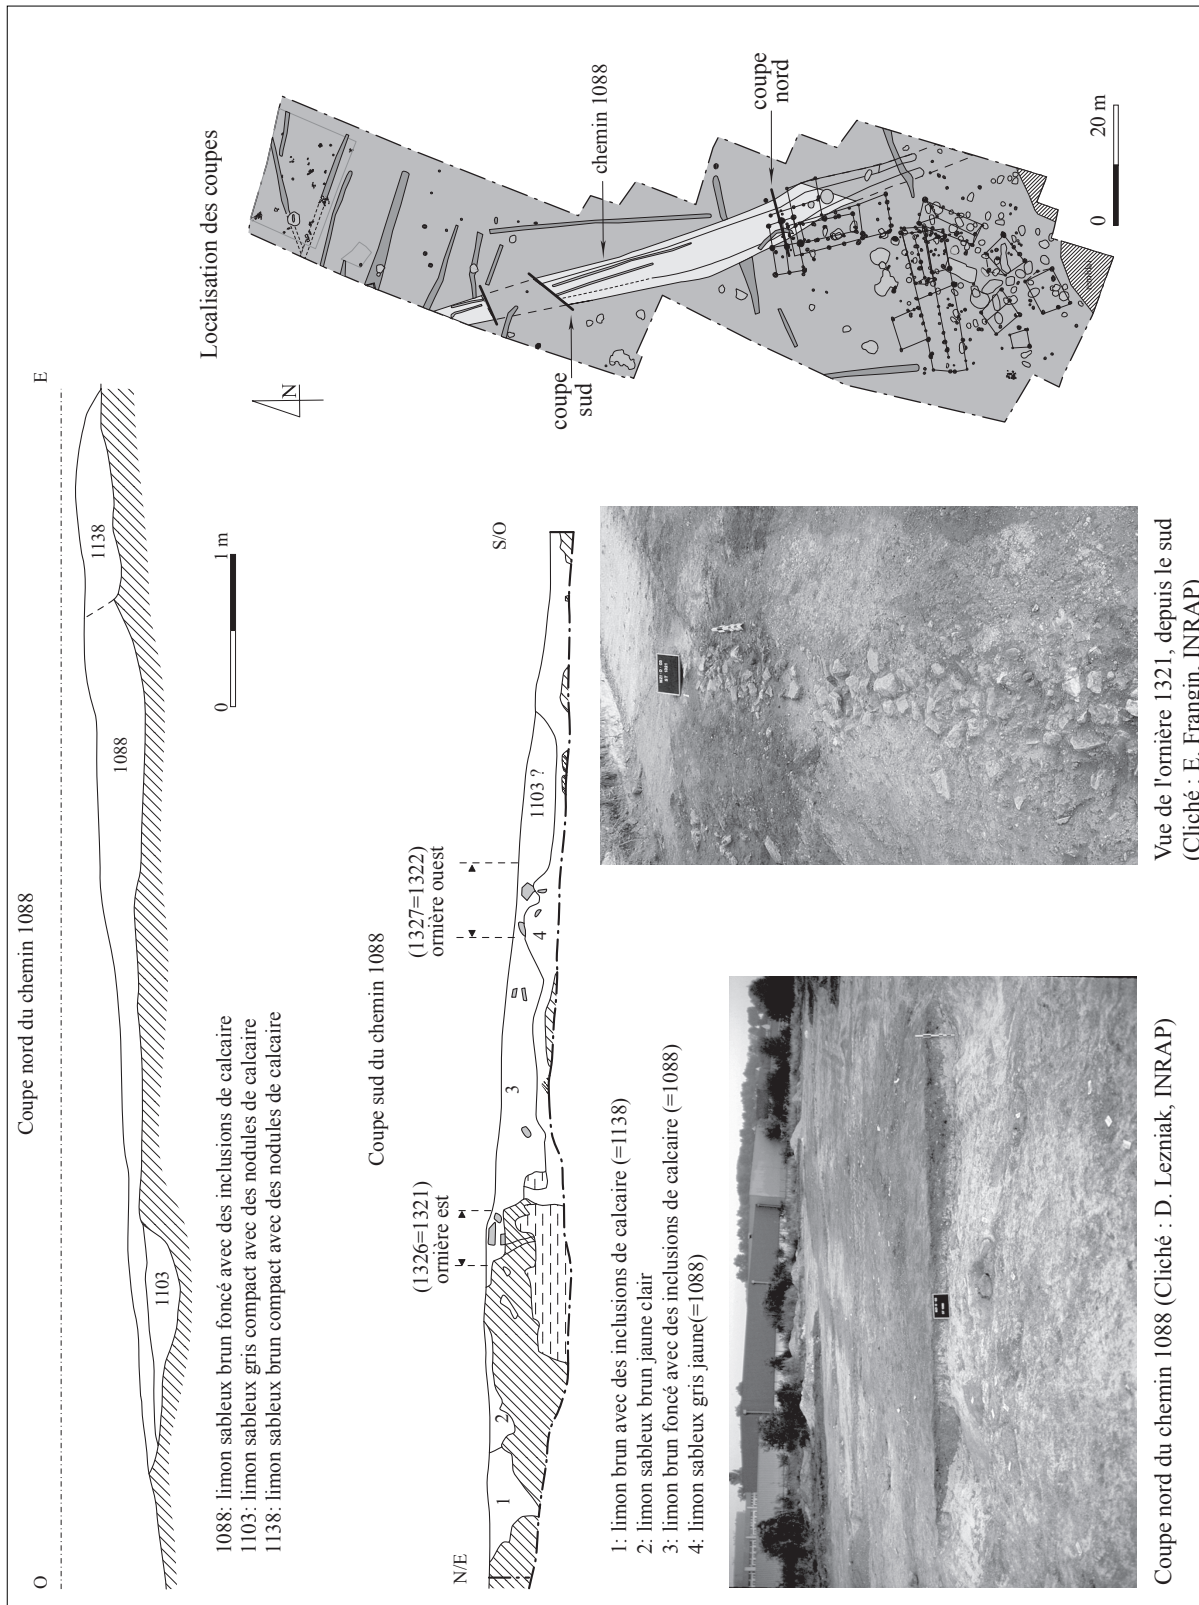 Coupe nord du chemin 1088
O
E
1103
1088
1138
0
1 m
1088: limon sableux brun foncé avec des inclusions de calcaire
1103: limon sableux gris compact avec des nodules de calcaire
1138: limon sableux brun compact avec des nodules de calcaire
Localisation des coupes
N
chemin 1088
coupe
nord
coupe
sud
0
20 m
Coupe sud du chemin 1088
N/E
S/O
(1326=1321)
ornière est
(1327=1322)
ornière ouest
1
2
3
4
1103 ?
1: limon brun avec des inclusions de calcaire (=1138)
2: limon sableux brun jaune clair
3: limon brun foncé avec des inclusions de calcaire (=1088)
4: limon sableux gris jaune(=1088)
Coupe nord du chemin 1088 (Cliché : D. Lezniak, INRAP)
Vue de l'ornière 1321, depuis le sud
(Cliché : E. Frangin, INRAP)